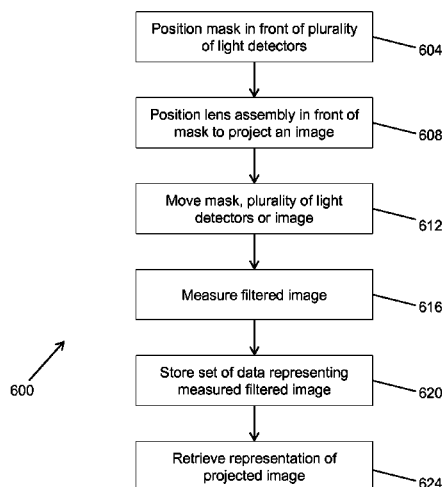 Position mask in front of plurality
of light detectors
604
Position lens assembly in front of
mask to project an image
608
Move mask, plurality of light
detectors or image
612
Measure filtered image
616
Store set of data representing
measured filtered image
620
600
Retrieve representation of
projected image
624